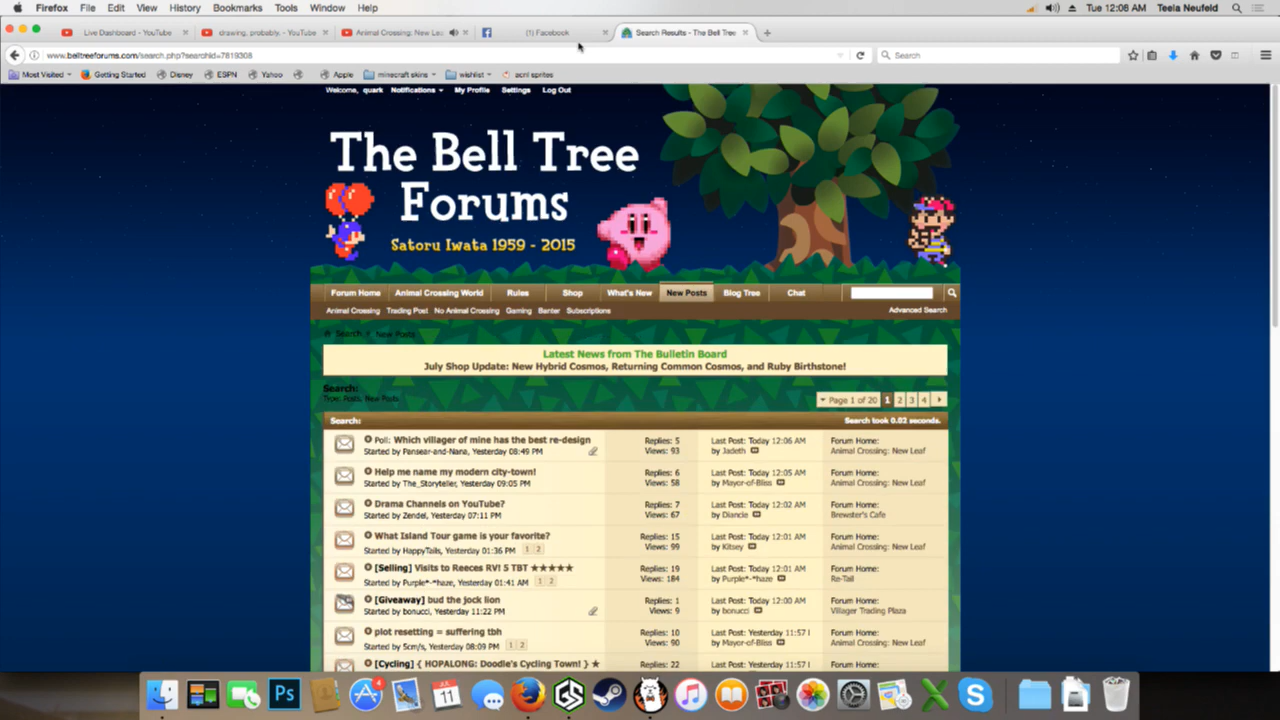 Firefox File Edit View History Bookmarks Tools Window Help Tue 12:08 AM Teela Neufeld
Live Dashboard - YouTube drawing, probably. - YouTube Animal Crossing: New Lea (1) Facebook Search Results - The Bell Tree
www.belltreeforums.com/search.php?searchid=7819308 Search
Most Visited Getting Started Disney ESPN Yahoo Apple minecraft skins wishlist acnl sprites
Welcome, quark Notifications My Profile Settings Log Out
The Bell Tree
Forums
Satoru Iwata 1959 - 2015
Forum Home Animal Crossing World Rules Shop What's New New Posts Blog Tree Chat
Animal Crossing Trading Post No Animal Crossing Gaming Banter Subscriptions Advanced Search
Search New Posts
Latest News from The Bulletin Board
July Shop Update: New Hybrid Cosmos, Returning Common Cosmos, and Ruby Birthstone!
Search:
Type: Posts, New Posts
Page 1 of 20 1 2 3 4
Search: Search took 0.02 seconds.
Poll: Which villager of mine has the best re-design Replies: 5 Last Post: Today 12:06 AM Forum Home:
Started by Pansear-and-Nana, Yesterday 08:49 PM Views: 93 by Jadeth Animal Crossing: New Leaf
Help me name my modern city-town! Replies: 6 Last Post: Today 12:05 AM Forum Home:
Started by The_Storyteller, Yesterday 09:05 PM Views: 58 by Mayor-of-Bliss Animal Crossing: New Leaf
Drama Channels on YouTube? Replies: 7 Last Post: Today 12:02 AM Forum Home:
Started by Zendel, Yesterday 07:11 PM Views: 67 by Diancie Brewster's Cafe
What Island Tour game is your favorite? Replies: 15 Last Post: Today 12:01 AM Forum Home:
Started by HappyTails, Yesterday 01:36 PM 1 2 Views: 99 by Kitsey Animal Crossing: New Leaf
[Selling] Visits to Reeces RV! 5 TBT ★★★★★ Replies: 19 Last Post: Today 12:01 AM Forum Home:
Started by Purple*-*haze, Yesterday 01:41 AM 1 2 Views: 184 by Purple*-*haze Re-Tail
[Giveaway] bud the jock lion Replies: 1 Last Post: Today 12:00 AM Forum Home:
Started by bonucci, Yesterday 11:22 PM Views: 9 by bonucci Villager Trading Plaza
plot resetting = suffering tbh Replies: 10 Last Post: Yesterday 11:57 Forum Home:
Started by Scm/s, Yesterday 08:09 PM 1 2 Views: 90 by Mayor-of-Bliss Animal Crossing: New Leaf
[Cycling] { HOPALONG: Doodle's Cycling Town! } ★ Replies: 22 Last Post: Yesterday 11:57 Forum Home:
Ps 4 JUL 11 GS S